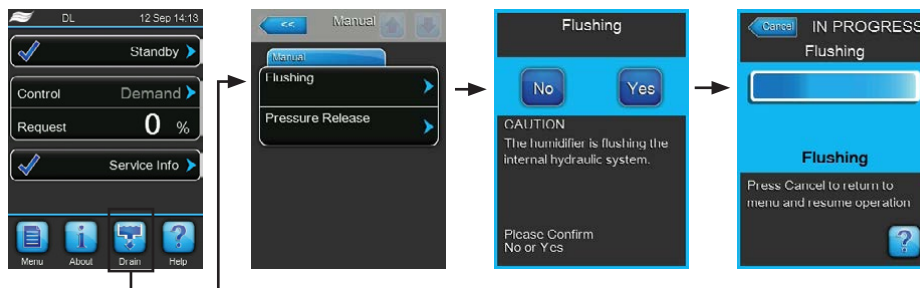 DL 12 Sep 14:13
Standby
Control Demand
Request 0 %
Service Info
Menu About Drain Help
<< Manual
Manual
Flushing
Pressure Release
Flushing
No Yes
CAUTION
The humidifier is flushing the
internal hydraulic system.
Please Confirm
No or Yes
Cancel IN PROGRESS
Flushing
Flushing
Press Cancel to return to
menu and resume operation
?